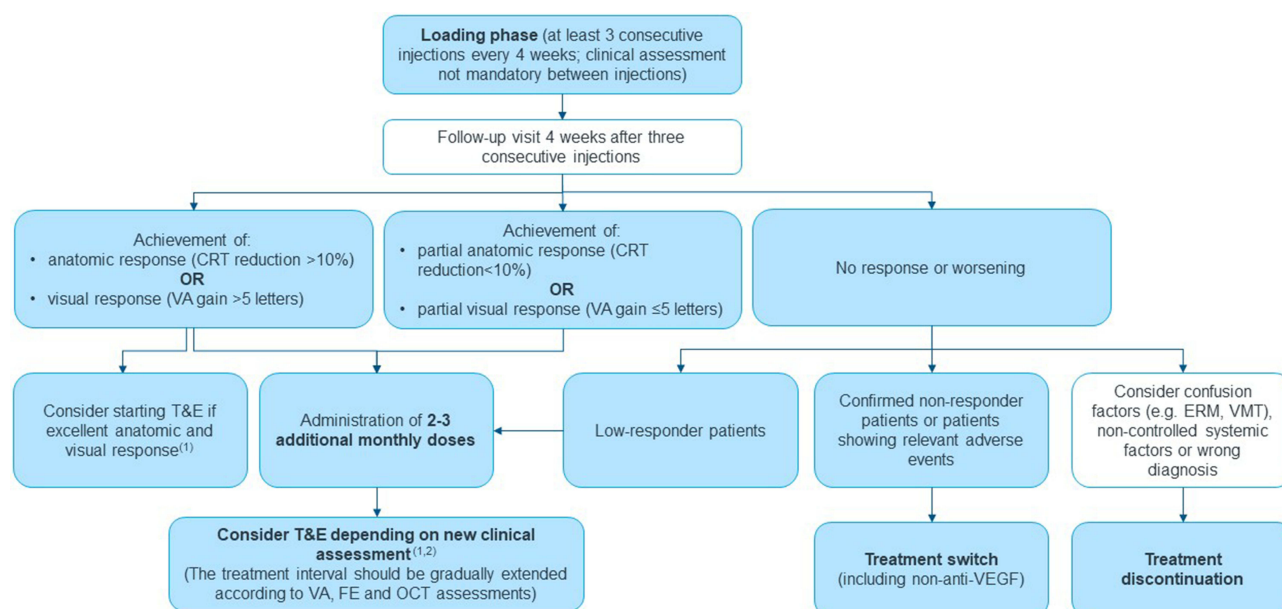 Loading phase (at least 3 consecutive
injections every 4 weeks; clinical assessment
not mandatory between injections)
Follow-up visit 4 weeks after three
consecutive injections
Achievement of:
• anatomic response (CRT reduction >10%)
OR
• visual response (VA gain >5 letters)
Achievement of:
• partial anatomic response (CRT
reduction<10%)
OR
• partial visual response (VA gain ≤5 letters)
No response or worsening
Consider starting T&E if
excellent anatomic and
visual response(1)
Administration of 2-3
additional monthly doses
Low-responder patients
Confirmed non-responder
patients or patients
showing relevant adverse
events
Consider confusion
factors (e.g. ERM, VMT),
non-controlled systemic
factors or wrong
diagnosis
Consider T&E depending on new clinical
assessment(1,2)
(The treatment interval should be gradually extended
according to VA, FE and OCT assessments)
Treatment switch
(including non-anti-VEGF)
Treatment
discontinuation